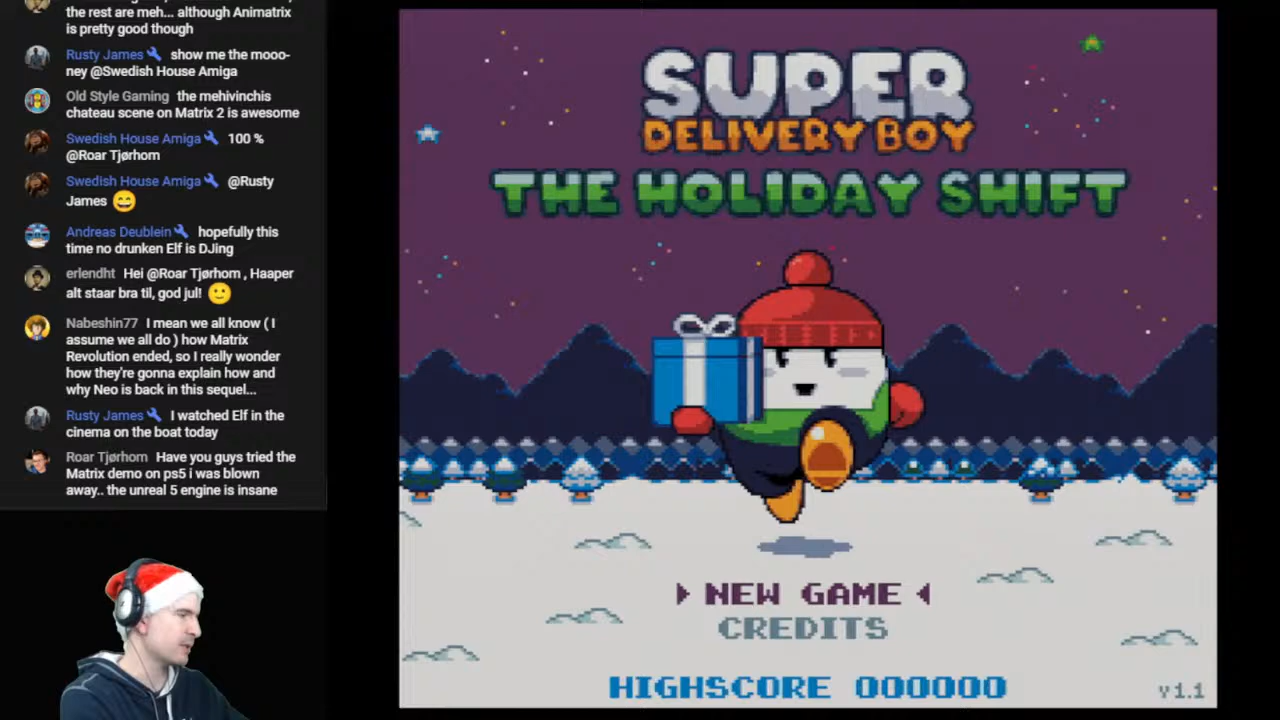 the rest are meh... although Animatrix
is pretty good though
Rusty James show me the mooo-
ney @Swedish House Amiga
Old Style Gaming the mehivinchis
chateau scene on Matrix 2 is awesome
Swedish House Amiga 100 %
@Roar Tjørhom
Swedish House Amiga @Rusty
James 😄
Andreas Deublein hopefully this
time no drunken Elf is DJing
erlendht Hei @Roar Tjørhom , Haaper
alt staar bra til, god jul! 🙂
Nabeshin77 I mean we all know ( I
assume we all do ) how Matrix
Revolution ended, so I really wonder
how they're gonna explain how and
why Neo is back in this sequel...
Rusty James I watched Elf in the
cinema on the boat today
Roar Tjørhom Have you guys tried the
Matrix demo on ps5 i was blown
away.. the unreal 5 engine is insane
SUPER
DELIVERY BOY
THE HOLIDAY SHIFT
NEW GAME
CREDITS
HIGHSCORE 000000
v1.1